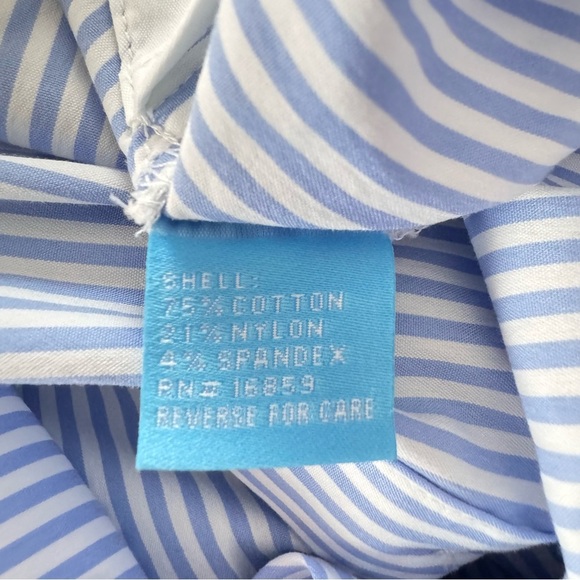 SHELL:
75% COTTON
21% NYLON
4% SPANDEX
RN# 16859
REVERSE FOR CARE